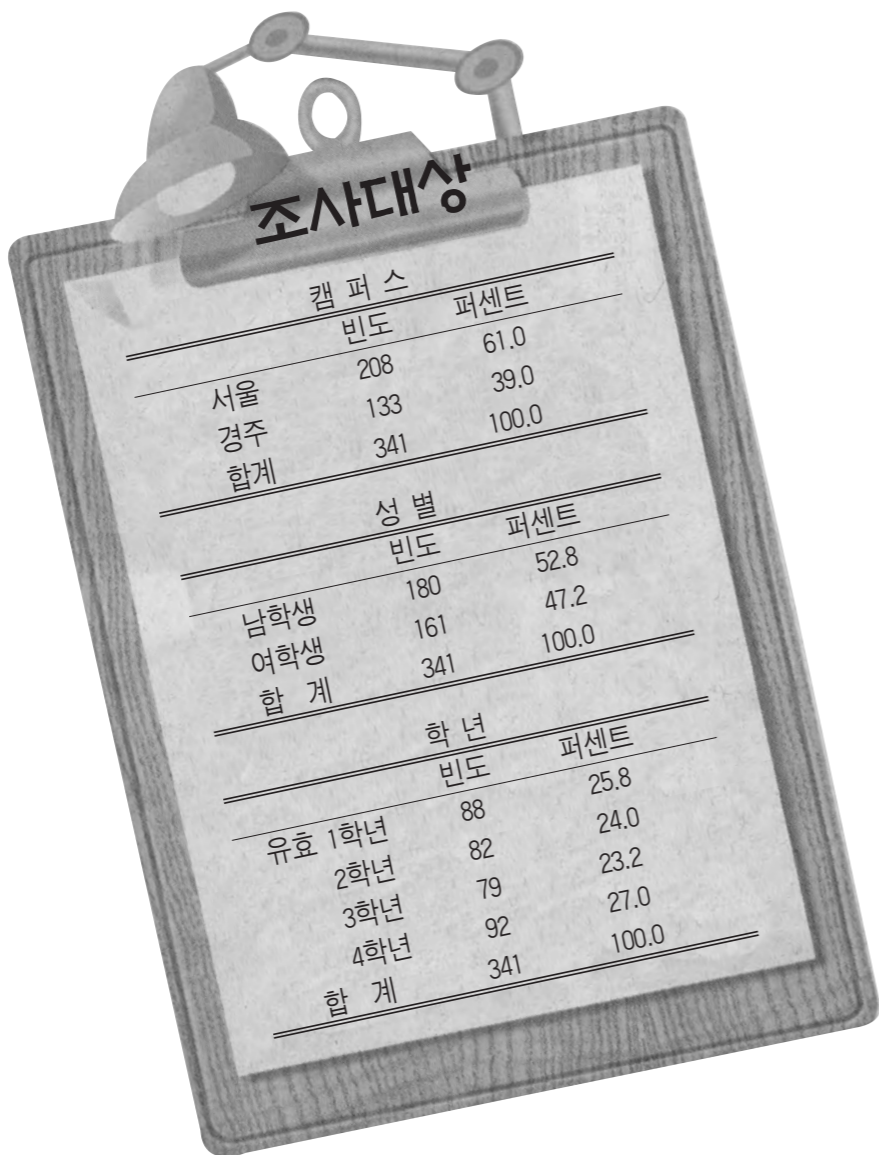 조사대상
캠 퍼 스
빈도 퍼센트
서울 208 61.0
경주 133 39.0
합계 341 100.0
성 별
빈도 퍼센트
남학생 180 52.8
여학생 161 47.2
합 계 341 100.0
학 년
빈도 퍼센트
유효 1학년 88 25.8
2학년 82 24.0
3학년 79 23.2
4학년 92 27.0
합 계 341 100.0